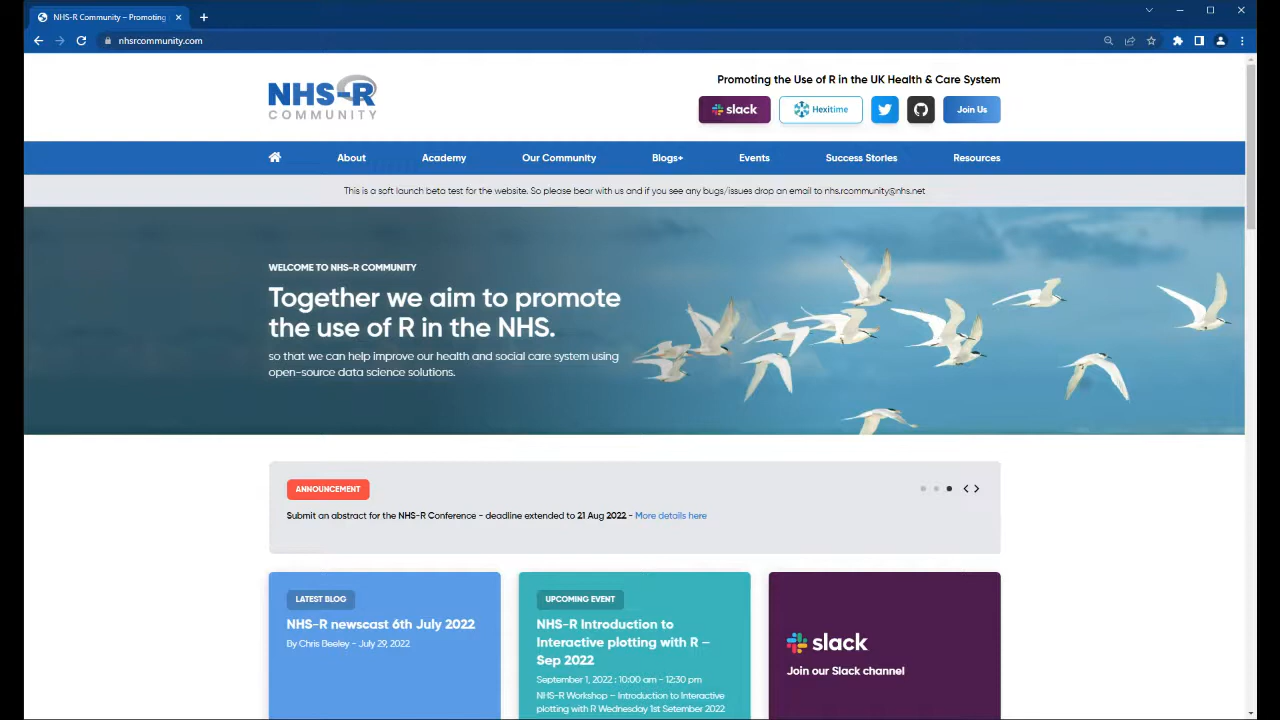 NHS-R Community – Promoting
nhsrcommunity.com
NHS-R
COMMUNITY
Promoting the Use of R in the UK Health & Care System
slack
Hexitime
Join Us
About
Academy
Our Community
Blogs+
Events
Success Stories
Resources
This is a soft launch beta test for the website. So please bear with us and if you see any bugs/issues drop an email to nhs.rcommunity@nhs.net
WELCOME TO NHS-R COMMUNITY
Together we aim to promote
the use of R in the NHS.
so that we can help improve our health and social care system using
open-source data science solutions.
ANNOUNCEMENT
Submit an abstract for the NHS-R Conference - deadline extended to 21 Aug 2022 - More details here
LATEST BLOG
NHS-R newscast 6th July 2022
By Chris Beeley - July 29, 2022
UPCOMING EVENT
NHS-R Introduction to
Interactive plotting with R –
Sep 2022
September 1, 2022 : 10:00 am - 12:30 pm
NHS-R Workshop – Introduction to Interactive
plotting with R Wednesday 1st Setember 2022
slack
Join our Slack channel